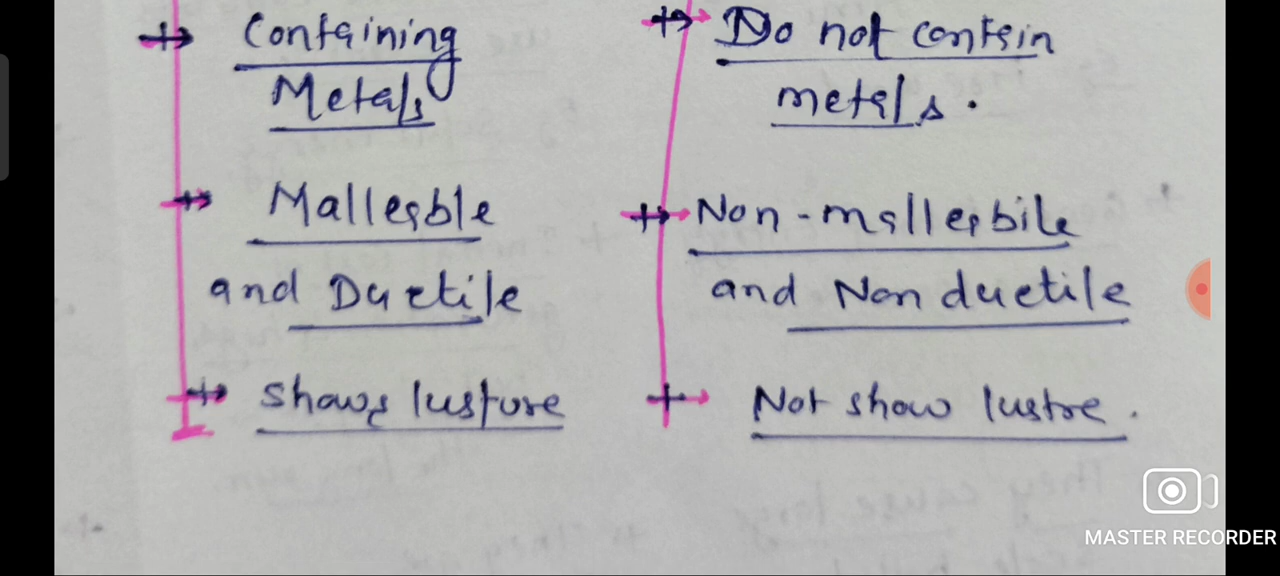 Containing
Metals
Malleable
and Ductile
shows lusture
Do not contain
metals.
Non-malleabile
and Non ductile
Not show lustre.
MASTER RECORDER